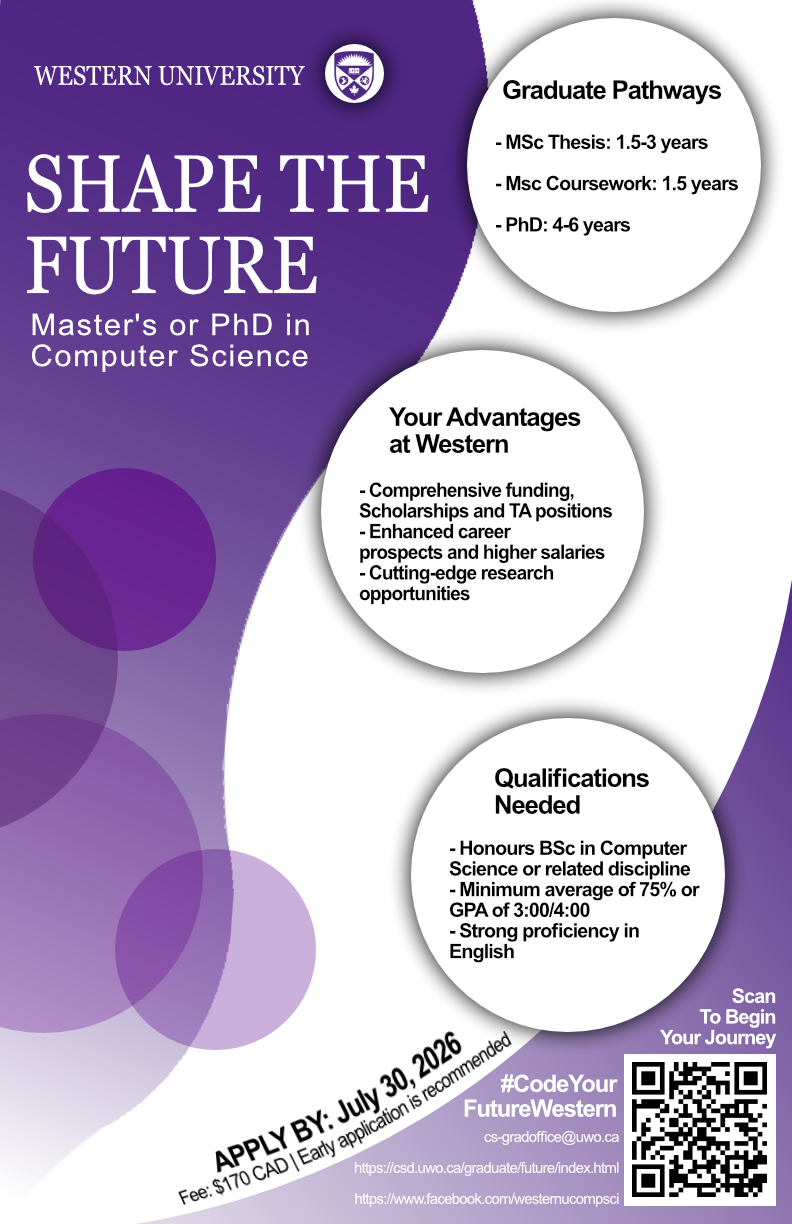 WESTERN UNIVERSITY
SHAPE THE
FUTURE
Master's or PhD in
Computer Science
Graduate Pathways
- MSc Thesis: 1.5-3 years
- Msc Coursework: 1.5 years
- PhD: 4-6 years
Your Advantages
at Western
- Comprehensive funding,
Scholarships and TA positions
- Enhanced career
prospects and higher salaries
- Cutting-edge research
opportunities
Qualifications
Needed
- Honours BSc in Computer
Science or related discipline
- Minimum average of 75% or
GPA of 3:00/4:00
- Strong proficiency in
English
APPLY BY: July 30, 2026
Fee: $170 CAD | Early application is recommended
Scan
To Begin
Your Journey
#CodeYour
FutureWestern
cs-gradoffice@uwo.ca
https://csd.uwo.ca/graduate/future/index.html
https://www.facebook.com/westernucompsci